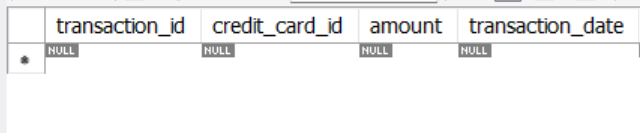 transaction_id credit_card_id amount transaction_date
NULL NULL NULL NULL